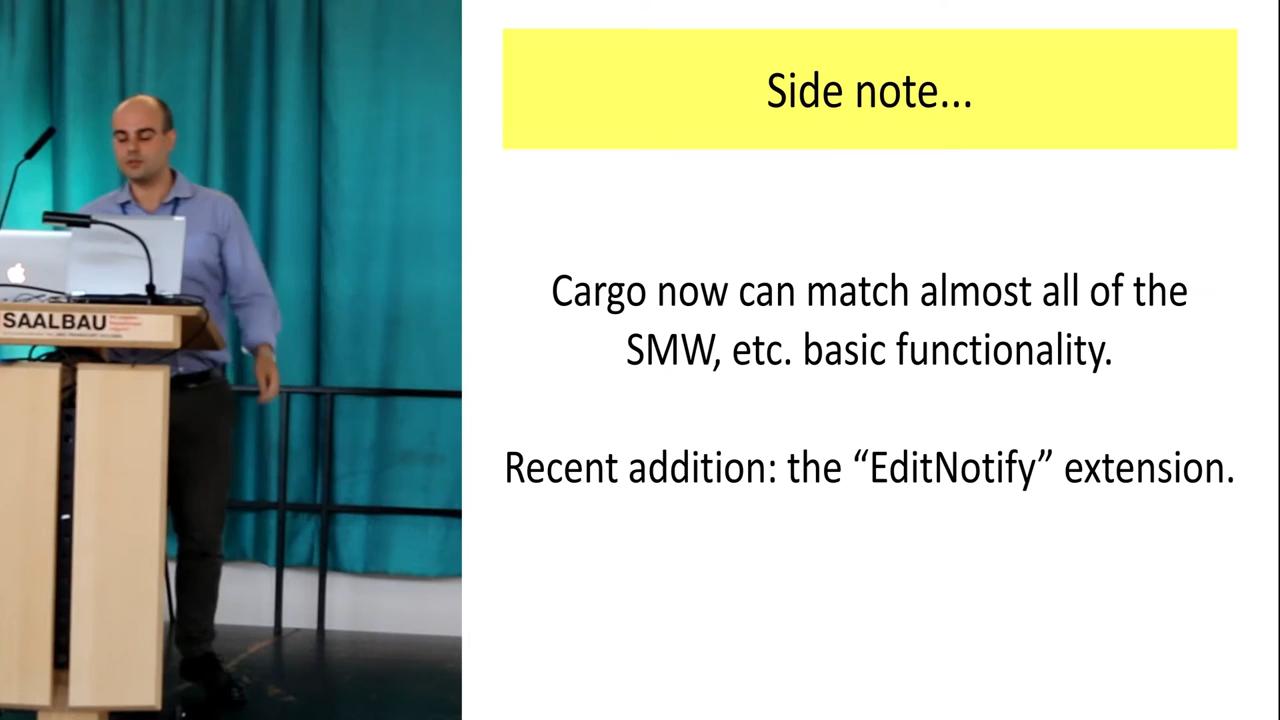 Side note...
Cargo now can match almost all of the
SMW, etc. basic functionality.
Recent addition: the “EditNotify” extension.
SAALBAU